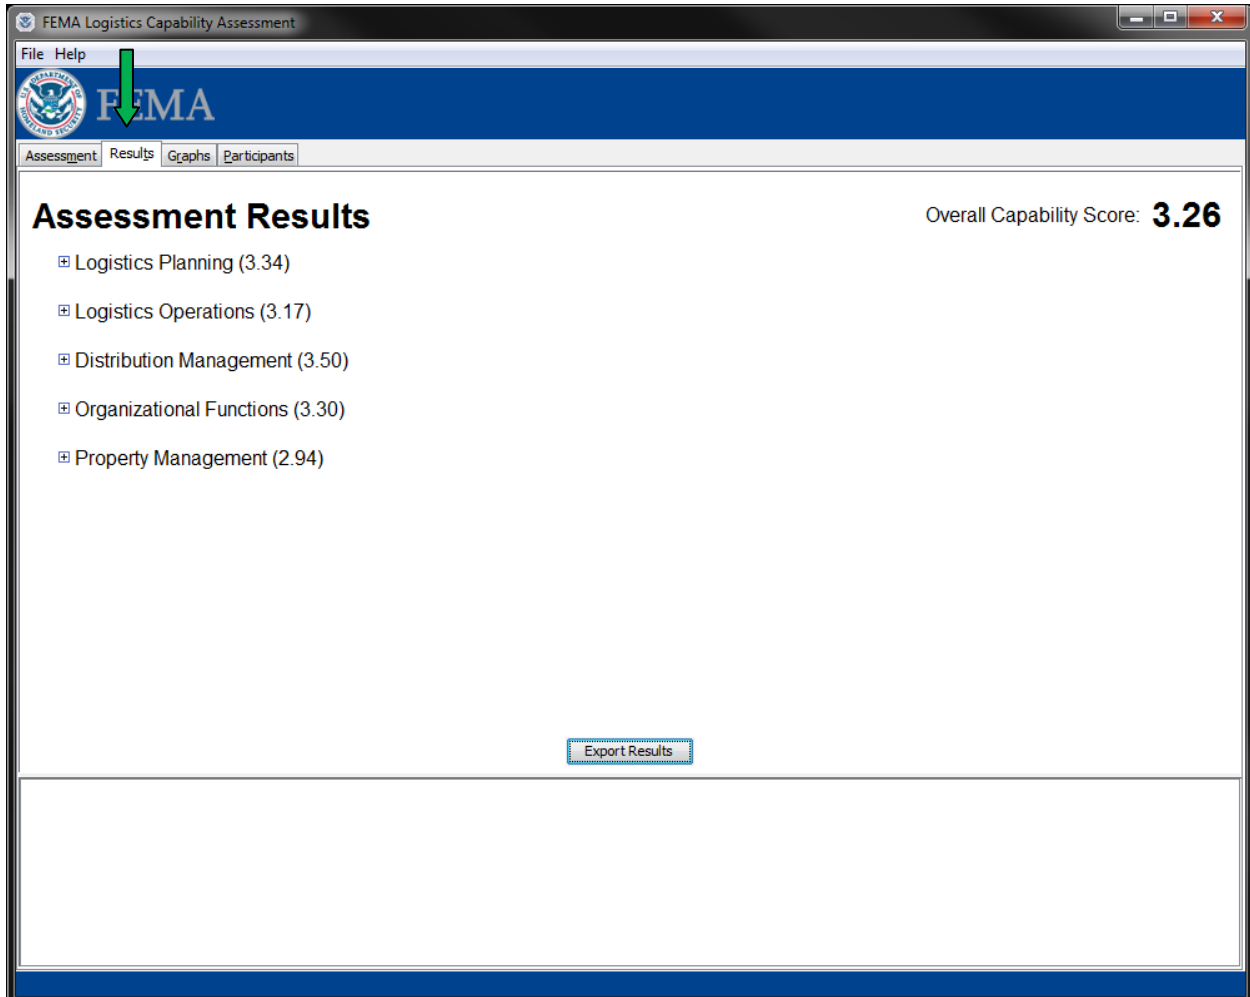 FEMA Logistics Capability Assessment
File Help
FEMA
Assessment Results Graphs Participants
Assessment Results
Overall Capability Score: 3.26
Logistics Planning (3.34)
Logistics Operations (3.17)
Distribution Management (3.50)
Organizational Functions (3.30)
Property Management (2.94)
Export Results